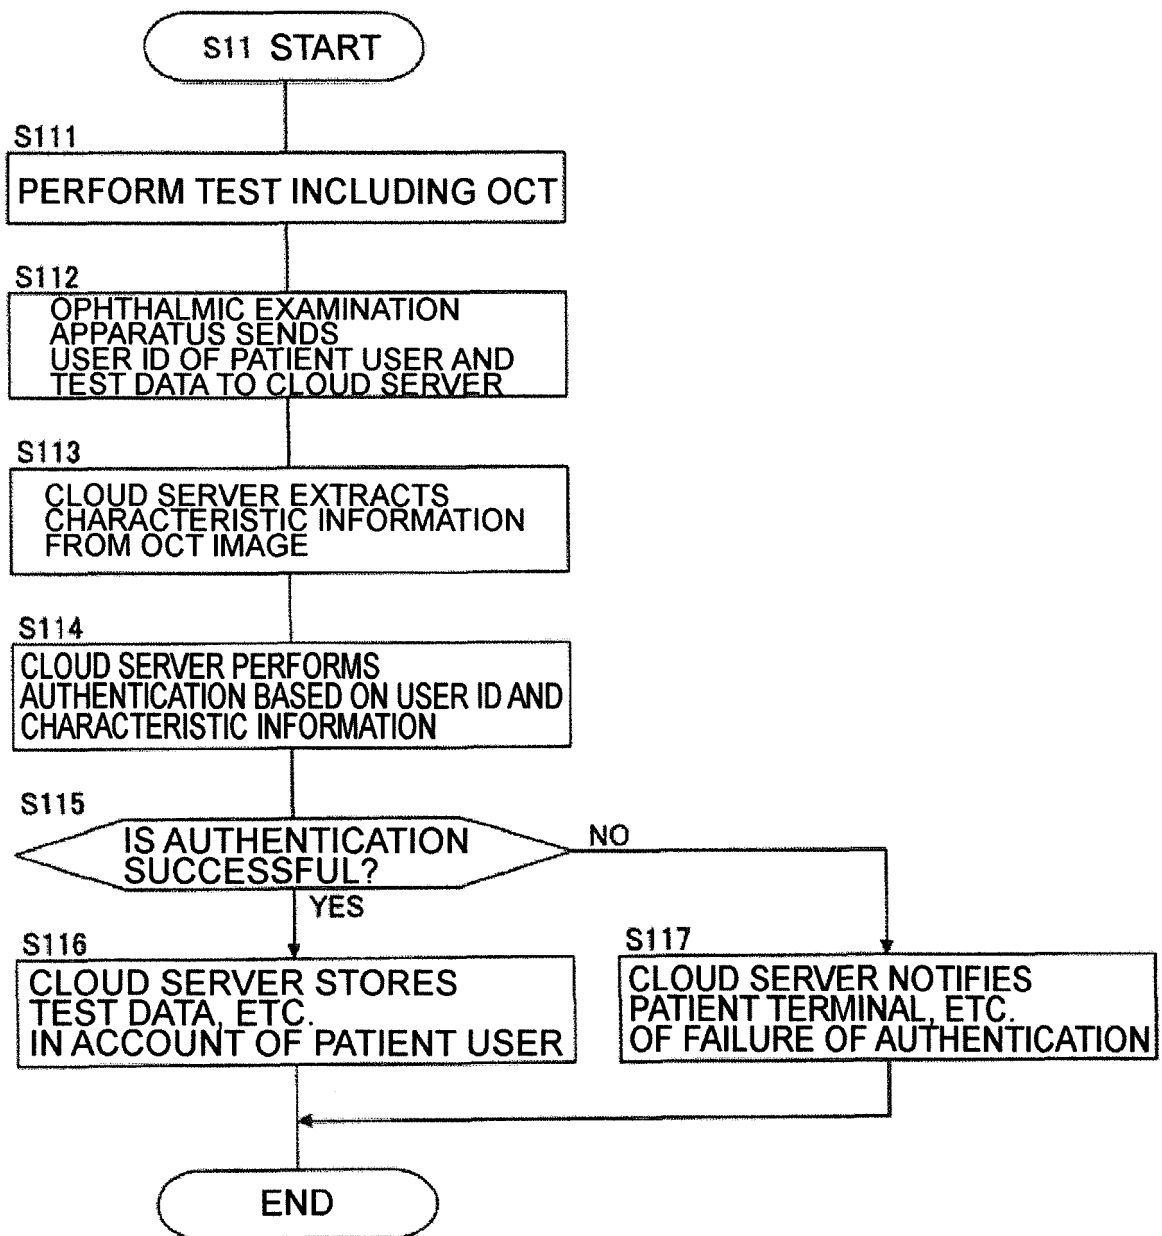 S11 START
S111
PERFORM TEST INCLUDING OCT
S112
OPHTHALMIC EXAMINATION
APPARATUS SENDS
USER ID OF PATIENT USER AND
TEST DATA TO CLOUD SERVER
S113
CLOUD SERVER EXTRACTS
CHARACTERISTIC INFORMATION
FROM OCT IMAGE
S114
CLOUD SERVER PERFORMS
AUTHENTICATION BASED ON USER ID AND
CHARACTERISTIC INFORMATION
S115
IS AUTHENTICATION
SUCCESSFUL?
NO
YES
S116
CLOUD SERVER STORES
TEST DATA, ETC.
IN ACCOUNT OF PATIENT USER
S117
CLOUD SERVER NOTIFIES
PATIENT TERMINAL, ETC.
OF FAILURE OF AUTHENTICATION
END